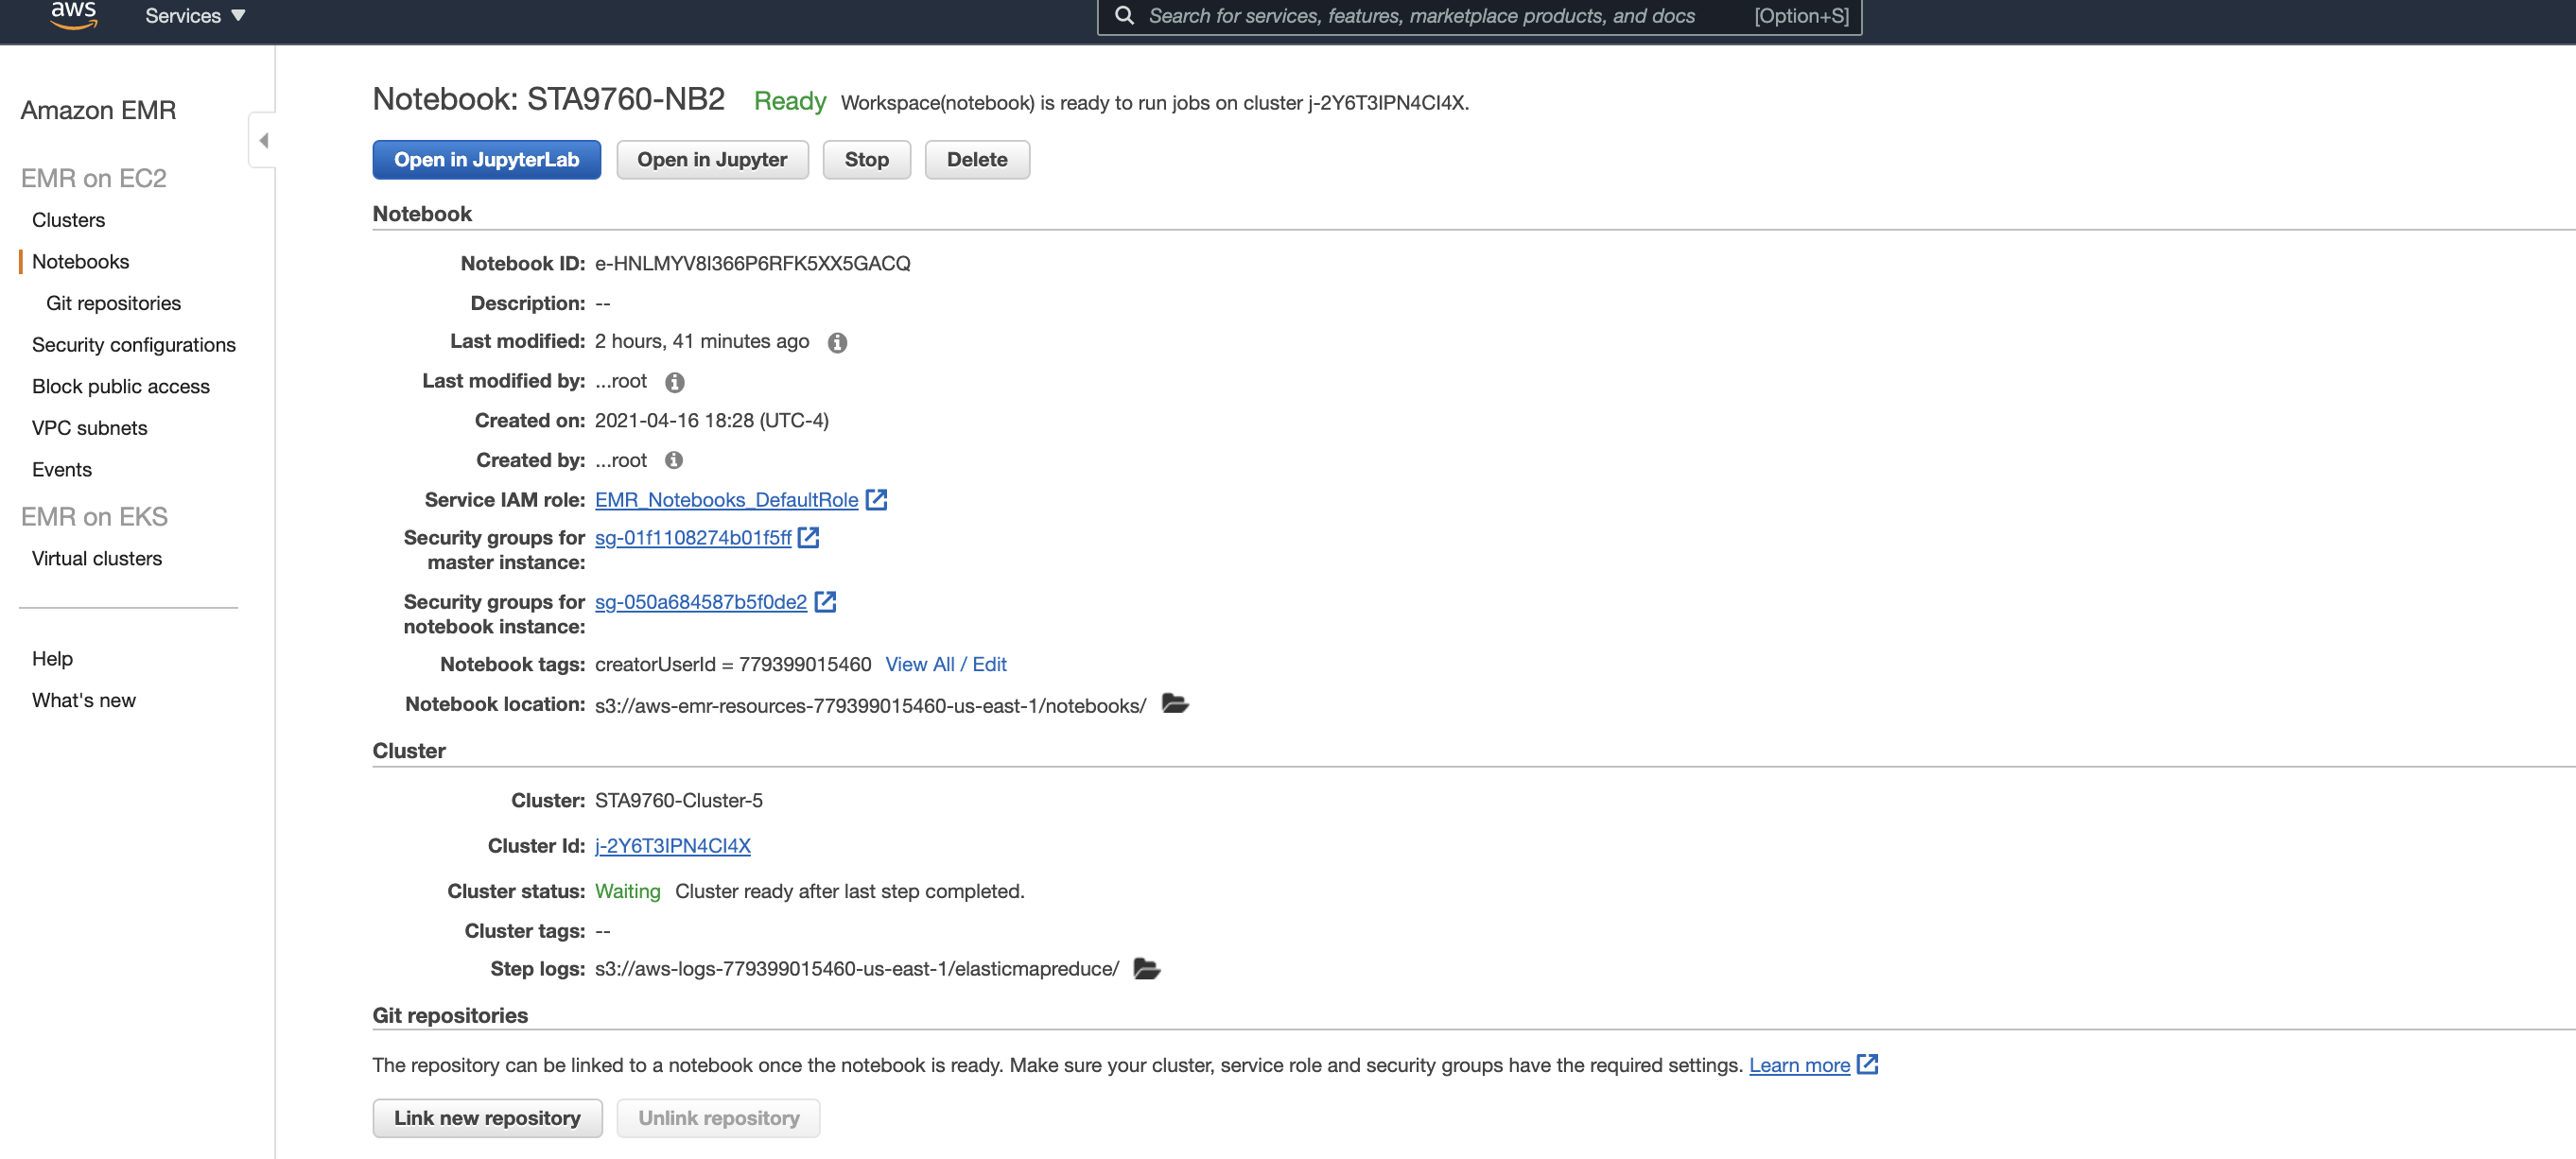 aws
Services ▼
Search for services, features, marketplace products, and docs [Option+S]
Amazon EMR
EMR on EC2
Clusters
Notebooks
Git repositories
Security configurations
Block public access
VPC subnets
Events
EMR on EKS
Virtual clusters
Help
What's new
Notebook: STA9760-NB2 Ready Workspace(notebook) is ready to run jobs on cluster j-2Y6T3IPN4CI4X.
Open in JupyterLab Open in Jupyter Stop Delete
Notebook
Notebook ID: e-HNLMYV8I366P6RFK5XX5GACQ
Description: --
Last modified: 2 hours, 41 minutes ago
Last modified by: ...root
Created on: 2021-04-16 18:28 (UTC-4)
Created by: ...root
Service IAM role: EMR_Notebooks_DefaultRole
Security groups for sg-01f1108274b01f5ff
master instance:
Security groups for sg-050a684587b5f0de2
notebook instance:
Notebook tags: creatorUserId = 779399015460 View All / Edit
Notebook location: s3://aws-emr-resources-779399015460-us-east-1/notebooks/
Cluster
Cluster: STA9760-Cluster-5
Cluster Id: j-2Y6T3IPN4CI4X
Cluster status: Waiting Cluster ready after last step completed.
Cluster tags: --
Step logs: s3://aws-logs-779399015460-us-east-1/elasticmapreduce/
Git repositories
The repository can be linked to a notebook once the notebook is ready. Make sure your cluster, service role and security groups have the required settings. Learn more
Link new repository Unlink repository